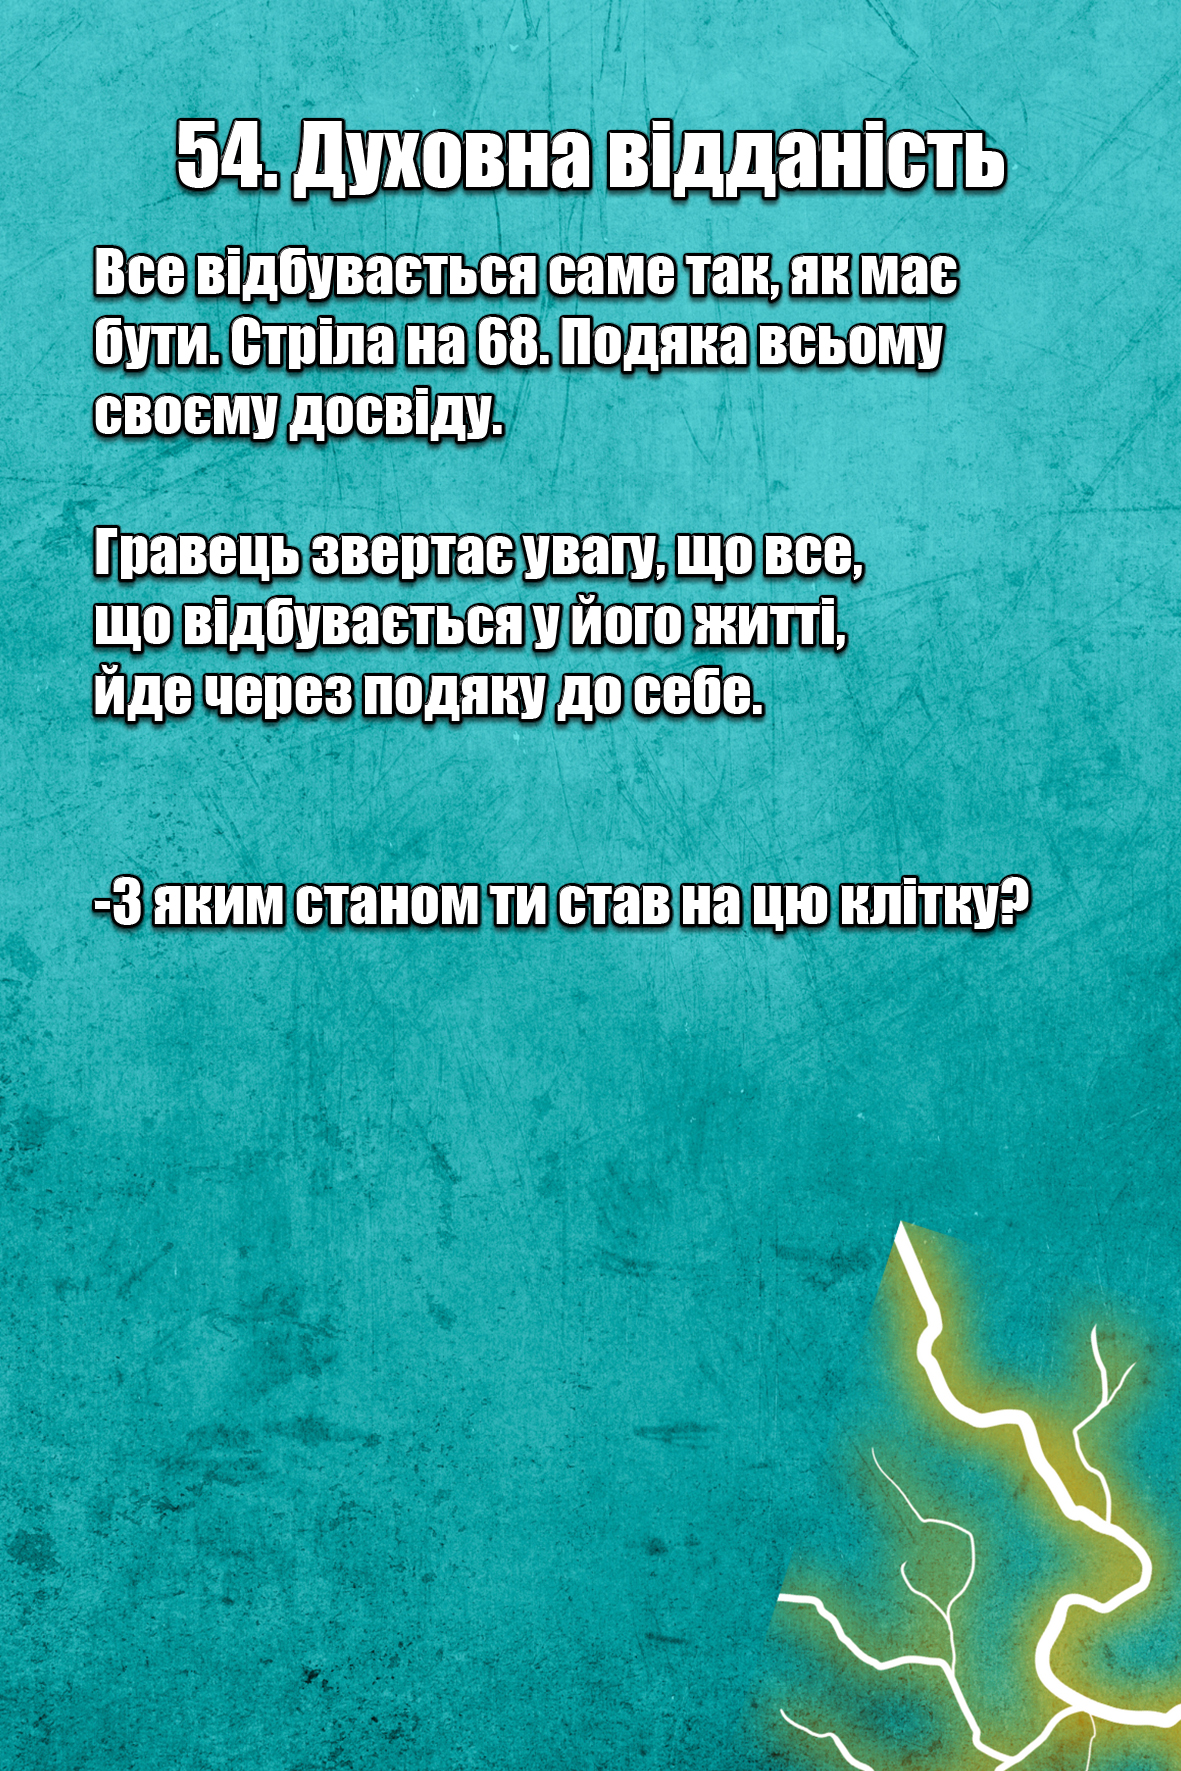 54. Духовна відданість
Все відбувається саме так, як має
бути. Стріла на 68. Подяка всьому
своєму досвіду.
Гравець звертає увагу, що все,
що відбувається у його житті,
йде через подяку до себе.
-З яким станом ти став на цю клітку?